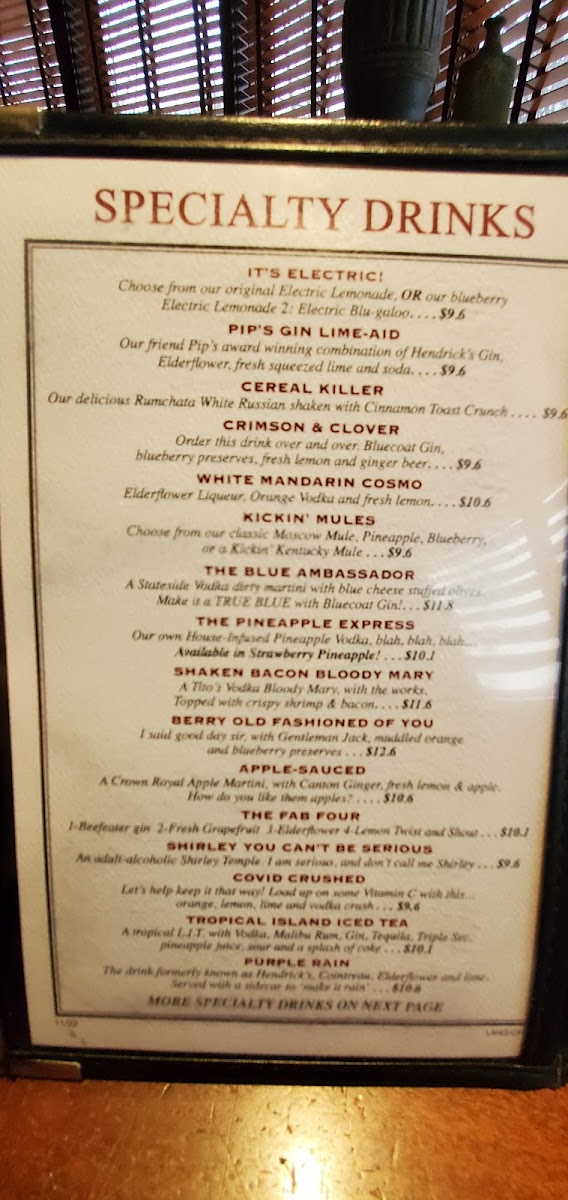 SPECIALTY DRINKS
IT'S ELECTRIC!
Choose from our original Electric Lemonade, OR our blueberry
Electric Lemonade 2: Electric Blu-galoo. . . . $9.6
PIP'S GIN LIME-AID
Our friend Pip's award winning combination of Hendrick's Gin,
Elderflower, fresh squeezed lime and soda. . . . $9.6
CEREAL KILLER
Our delicious Rumchata White Russian shaken with Cinnamon Toast Crunch . . . . $9.6
CRIMSON & CLOVER
Order this drink over and over. Bluecoat Gin,
blueberry preserves, fresh lemon and ginger beer. . . . $9.6
WHITE MANDARIN COSMO
Elderflower Liqueur, Orange Vodka and fresh lemon. . . . $10.6
KICKIN' MULES
Choose from our classic Moscow Mule, Pineapple, Blueberry,
or a Kickin' Kentucky Mule . . . $9.6
THE BLUE AMBASSADOR
A Stateside Vodka dirty martini with blue cheese stuffed olives.
Make it a TRUE BLUE with Bluecoat Gin!. . . $11.8
THE PINEAPPLE EXPRESS
Our own House-Infused Pineapple Vodka, blah, blah, blah...
Available in Strawberry Pineapple! . . . $10.1
SHAKEN BACON BLOODY MARY
A Tito's Vodka Bloody Mary, with the works.
Topped with crispy shrimp & bacon. . . . $11.6
BERRY OLD FASHIONED OF YOU
I said good day sir, with Gentleman Jack, muddled orange
and blueberry preserves . . . $12.6
APPLE-SAUCED
A Crown Royal Apple Martini, with Canton Ginger, fresh lemon & apple.
How do you like them apples? . . . . $10.6
THE FAB FOUR
1-Beefeater gin 2-Fresh Grapefruit 3-Elderflower 4-Lemon Twist and Shout . . . $10.1
SHIRLEY YOU CAN'T BE SERIOUS
An adult-alcoholic Shirley Temple. I am serious, and don't call me Shirley . . . $9.6
COVID CRUSHED
Let's help keep it that way! Load up on some Vitamin C with this...
orange, lemon, lime and vodka crush . . . $9.6
TROPICAL ISLAND ICED TEA
A tropical L.I.T. with Vodka, Malibu Rum, Gin, Tequila, Triple Sec,
pineapple juice, sour and a splash of coke . . . $10.1
PURPLE RAIN
The drink formerly known as Hendrick's, Cointreau, Elderflower and lime.
Served with a sidecar to 'make it rain' . . . $10.6
MORE SPECIALTY DRINKS ON NEXT PAGE
11/22
LANGHOR